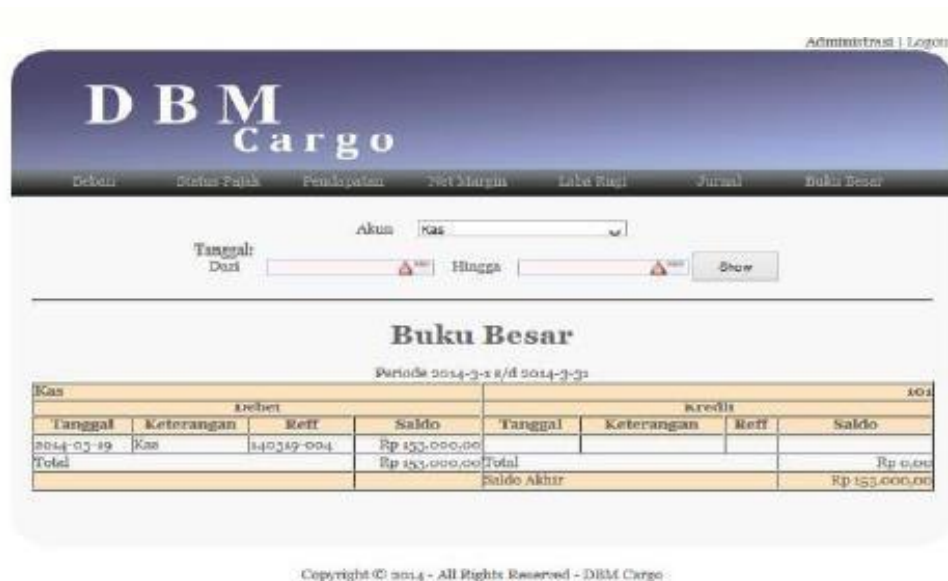 Administrasi | Logout
DBM
Cargo
Beban Status Pajak Pendapatan Net Margin Laba Rugi Jurnal Buku Besar
Akun Kas
Tanggal:
Dari Hingga Show
Buku Besar
Periode 2014-3-1 s/d 2014-3-31
Kas 101
Debet Kredit
Tanggal Keterangan Reff Saldo Tanggal Keterangan Reff Saldo
2014-03-19 Kas 140319-004 Rp 153.000,00
Total Rp 153.000,00 Total Rp 0,00
Saldo Akhir Rp 153.000,00
Copyright © 2014 - All Rights Reserved - DBM Cargo